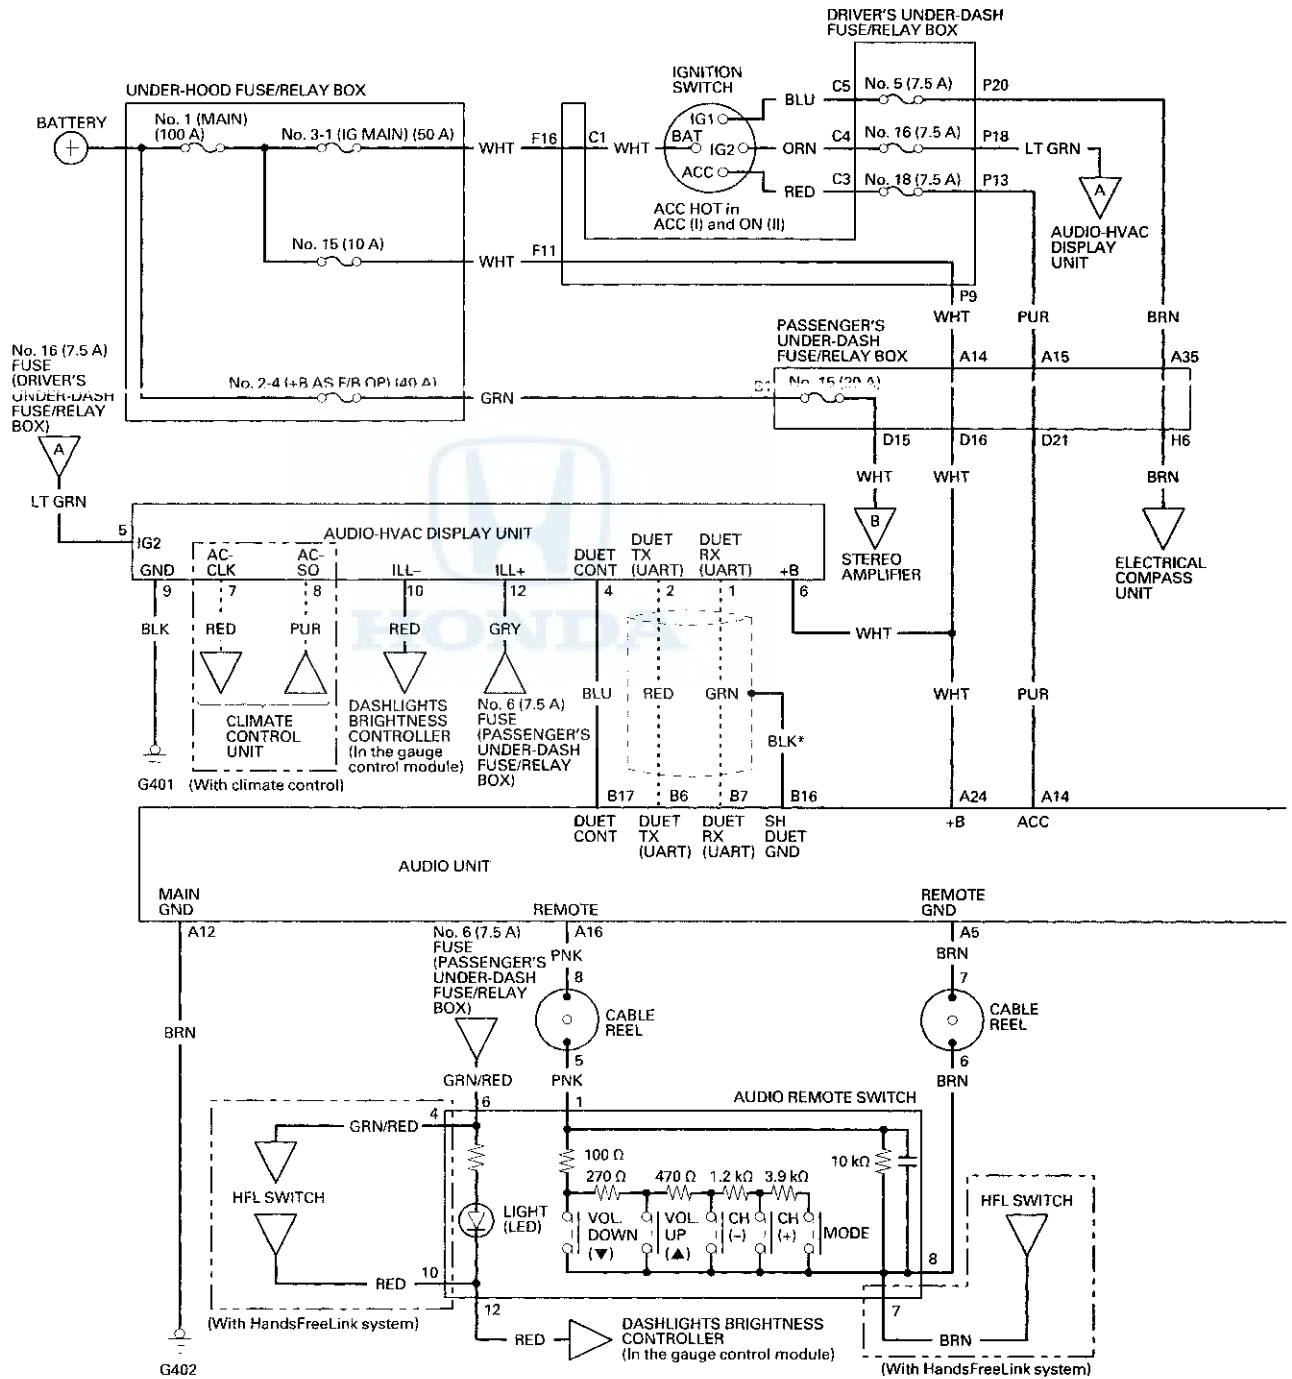 DRIVER'S UNDER-DASH
FUSE/RELAY BOX
IGNITION
SWITCH
UNDER-HOOD FUSE/RELAY BOX
BATTERY
No. 1 (MAIN)
(100 A)
No. 3-1 (IG MAIN) (50 A)
WHT
F16
C1
WHT
BAT
IG1
IG2
ACC
BLU
C5
No. 5 (7.5 A)
P20
ORN
C4
No. 16 (7.5 A)
P18
LT GRN
A
RED
C3
No. 18 (7.5 A)
P13
ACC HOT in
ACC (I) and ON (II)
AUDIO-HVAC
DISPLAY
UNIT
No. 15 (10 A)
WHT
F11
P9
WHT
PUR
BRN
PASSENGER'S
UNDER-DASH
FUSE/RELAY BOX
A14
A15
A35
No. 16 (7.5 A)
FUSE
(DRIVER'S
UNDER-DASH
FUSE/RELAY
BOX)
A
No. 2-4 (+B AS F/B OP) (40 A)
GRN
No. 15 (20 A)
D15
D16
D21
H6
WHT
WHT
BRN
LT GRN
B
STEREO
AMPLIFIER
ELECTRICAL
COMPASS
UNIT
AUDIO-HVAC DISPLAY UNIT
5
IG2
GND
AC-
CLK
AC-
SO
ILL–
ILL+
DUET
CONT
DUET
TX
(UART)
DUET
RX
(UART)
+B
9
7
8
10
12
4
2
1
6
HONDA
BLK
RED
PUR
RED
GRY
WHT
BLU
RED
GRN
WHT
PUR
CLIMATE
CONTROL
UNIT
DASHLIGHTS
BRIGHTNESS
CONTROLLER
(In the gauge
control module)
No. 6 (7.5 A)
FUSE
(PASSENGER'S
UNDER-DASH
FUSE/RELAY
BOX)
BLK*
G401
(With climate control)
B17
B6
B7
B16
A24
A14
DUET
CONT
DUET
TX
(UART)
DUET
RX
(UART)
SH
DUET
GND
+B
ACC
AUDIO UNIT
MAIN
GND
REMOTE
REMOTE
GND
A12
A16
A5
No. 6 (7.5 A)
FUSE
(PASSENGER'S
UNDER-DASH
FUSE/RELAY
BOX)
PNK
8
BRN
7
CABLE
REEL
CABLE
REEL
BRN
5
6
GRN/RED
PNK
BRN
6
1
AUDIO REMOTE SWITCH
4
GRN/RED
100 Ω
270 Ω
470 Ω
1.2 kΩ
3.9 kΩ
10 kΩ
HFL SWITCH
LIGHT
(LED)
VOL.
DOWN
(▼)
VOL.
UP
(▲)
CH
(–)
CH
(+)
MODE
HFL SWITCH
RED
10
8
12
7
(With HandsFreeLink system)
RED
DASHLIGHTS BRIGHTNESS
CONTROLLER
(In the gauge control module)
BRN
(With HandsFreeLink system)
G402